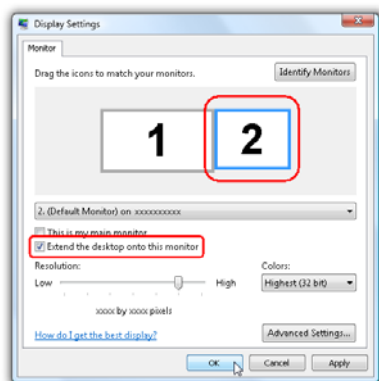 Display Settings
Monitor
Drag the icons to match your monitors.
Identify Monitors
1
2
2. (Default Monitor) on xxxxxxxxxx
This is my main monitor
Extend the desktop onto this monitor
Resolution:
Colors:
Low
High
Highest (32 bit)
xxxx by xxxx pixels
How do I get the best display?
Advanced Settings...
OK
Cancel
Apply